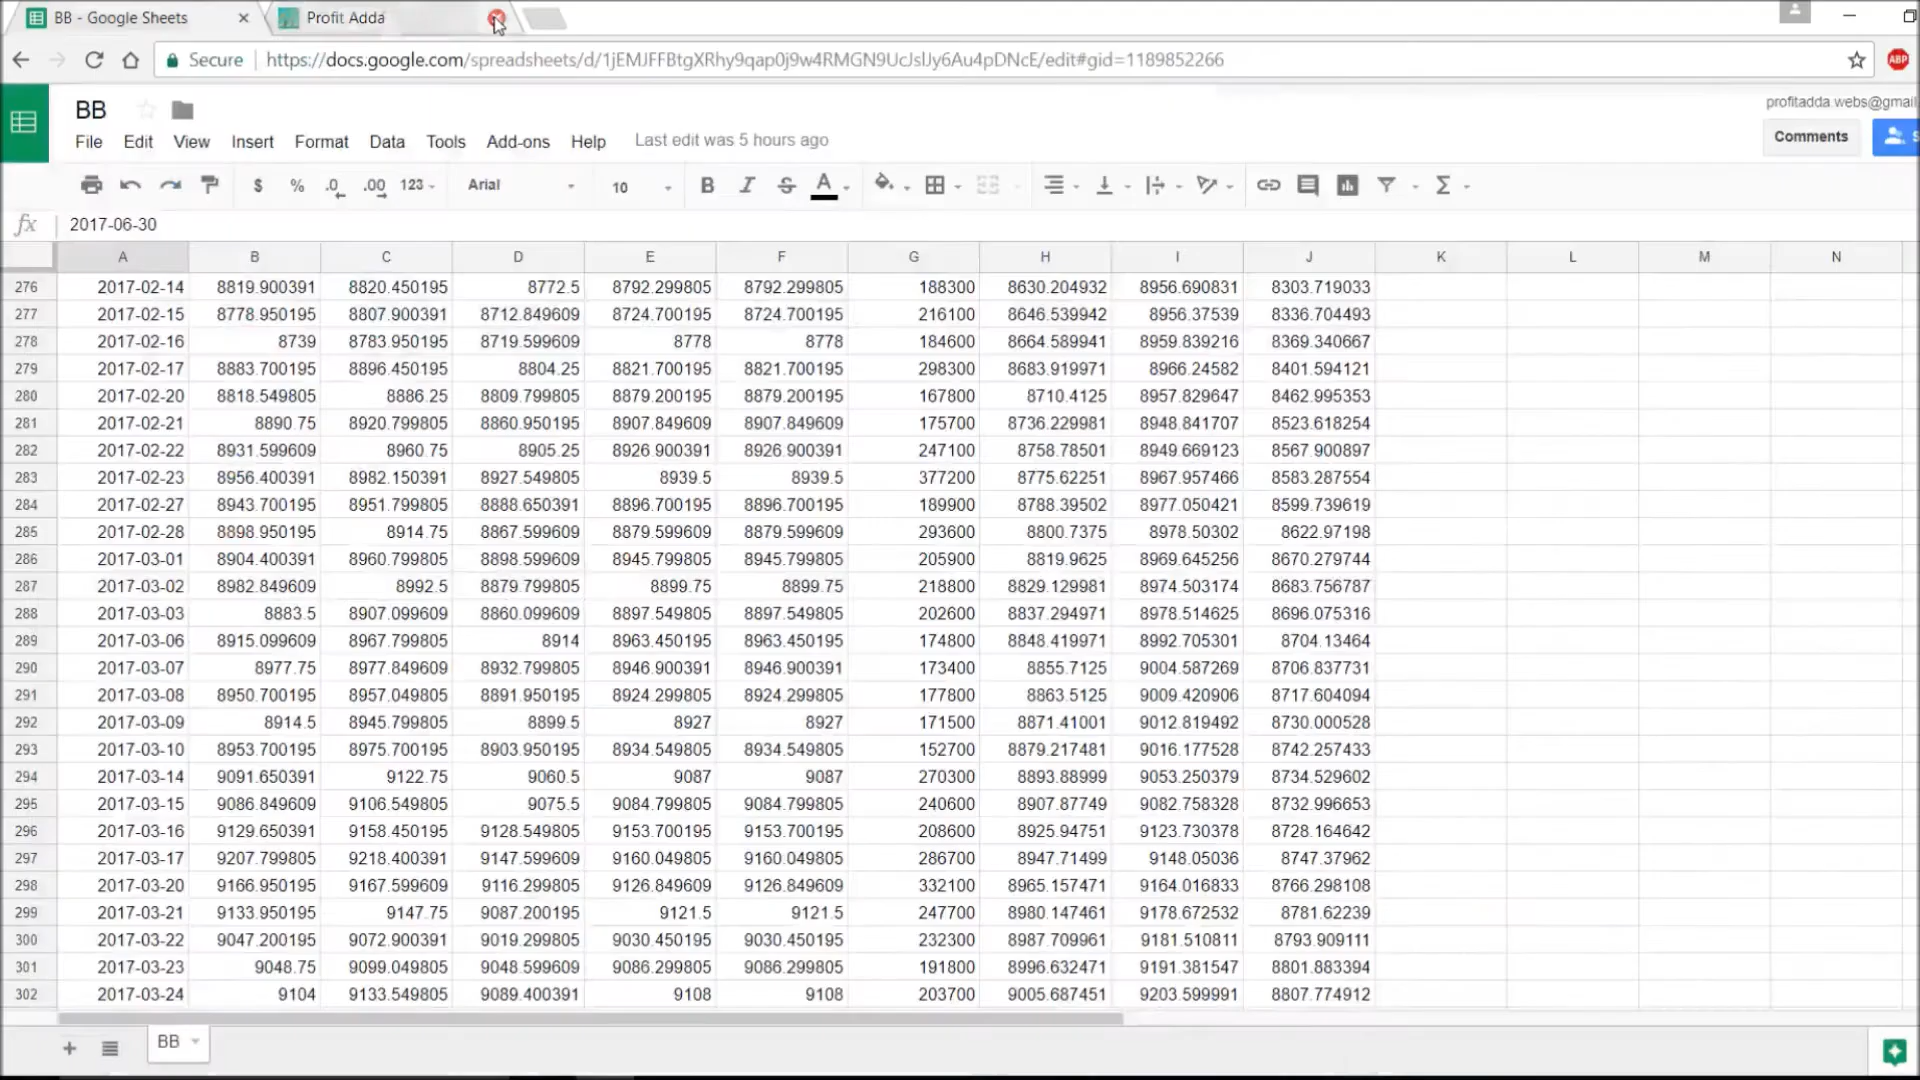 BB - Google Sheets
Profit Adda
Secure https://docs.google.com/spreadsheets/d/1jEMJFFBtgXRhy9qap0j9w4RMGN9UcJslJy6Au4pDNcE/edit#gid=1189852266 ABP
BB
profitadda.webs@gmail
File Edit View Insert Format Data Tools Add-ons Help Last edit was 5 hours ago
Comments
$ % .0 .00 123 Arial 10 B I S A Σ
fx 2017-06-30
A B C D E F G H I J K L M N
276 2017-02-14 8819.900391 8820.450195 8772.5 8792.299805 8792.299805 188300 8630.204932 8956.690831 8303.719033
277 2017-02-15 8778.950195 8807.900391 8712.849609 8724.700195 8724.700195 216100 8646.539942 8956.37539 8336.704493
278 2017-02-16 8739 8783.950195 8719.599609 8778 8778 184600 8664.589941 8959.839216 8369.340667
279 2017-02-17 8883.700195 8896.450195 8804.25 8821.700195 8821.700195 298300 8683.919971 8966.24582 8401.594121
280 2017-02-20 8818.549805 8886.25 8809.799805 8879.200195 8879.200195 167800 8710.4125 8957.829647 8462.995353
281 2017-02-21 8890.75 8920.799805 8860.950195 8907.849609 8907.849609 175700 8736.229981 8948.841707 8523.618254
282 2017-02-22 8931.599609 8960.75 8905.25 8926.900391 8926.900391 247100 8758.78501 8949.669123 8567.900897
283 2017-02-23 8956.400391 8982.150391 8927.549805 8939.5 8939.5 377200 8775.62251 8967.957466 8583.287554
284 2017-02-27 8943.700195 8951.799805 8888.650391 8896.700195 8896.700195 189900 8788.39502 8977.050421 8599.739619
285 2017-02-28 8898.950195 8914.75 8867.599609 8879.599609 8879.599609 293600 8800.7375 8978.50302 8622.97198
286 2017-03-01 8904.400391 8960.799805 8898.599609 8945.799805 8945.799805 205900 8819.9625 8969.645256 8670.279744
287 2017-03-02 8982.849609 8992.5 8879.799805 8899.75 8899.75 218800 8829.129981 8974.503174 8683.756787
288 2017-03-03 8883.5 8907.099609 8860.099609 8897.549805 8897.549805 202600 8837.294971 8978.514625 8696.075316
289 2017-03-06 8915.099609 8967.799805 8914 8963.450195 8963.450195 174800 8848.419971 8992.705301 8704.13464
290 2017-03-07 8977.75 8977.849609 8932.799805 8946.900391 8946.900391 173400 8855.7125 9004.587269 8706.837731
291 2017-03-08 8950.700195 8957.049805 8891.950195 8924.299805 8924.299805 177800 8863.5125 9009.420906 8717.604094
292 2017-03-09 8914.5 8945.799805 8899.5 8927 8927 171500 8871.41001 9012.819492 8730.000528
293 2017-03-10 8953.700195 8975.700195 8903.950195 8934.549805 8934.549805 152700 8879.217481 9016.177528 8742.257433
294 2017-03-14 9091.650391 9122.75 9060.5 9087 9087 270300 8893.88999 9053.250379 8734.529602
295 2017-03-15 9086.849609 9106.549805 9075.5 9084.799805 9084.799805 240600 8907.87749 9082.758328 8732.996653
296 2017-03-16 9129.650391 9158.450195 9128.549805 9153.700195 9153.700195 208600 8925.94751 9123.730378 8728.164642
297 2017-03-17 9207.799805 9218.400391 9147.599609 9160.049805 9160.049805 286700 8947.71499 9148.05036 8747.37962
298 2017-03-20 9166.950195 9167.599609 9116.299805 9126.849609 9126.849609 332100 8965.157471 9164.016833 8766.298108
299 2017-03-21 9133.950195 9147.75 9087.200195 9121.5 9121.5 247700 8980.147461 9178.672532 8781.62239
300 2017-03-22 9047.200195 9072.900391 9019.299805 9030.450195 9030.450195 232300 8987.709961 9181.510811 8793.909111
301 2017-03-23 9048.75 9099.049805 9048.599609 9086.299805 9086.299805 191800 8996.632471 9191.381547 8801.883394
302 2017-03-24 9104 9133.549805 9089.400391 9108 9108 203700 9005.687451 9203.599991 8807.774912
BB